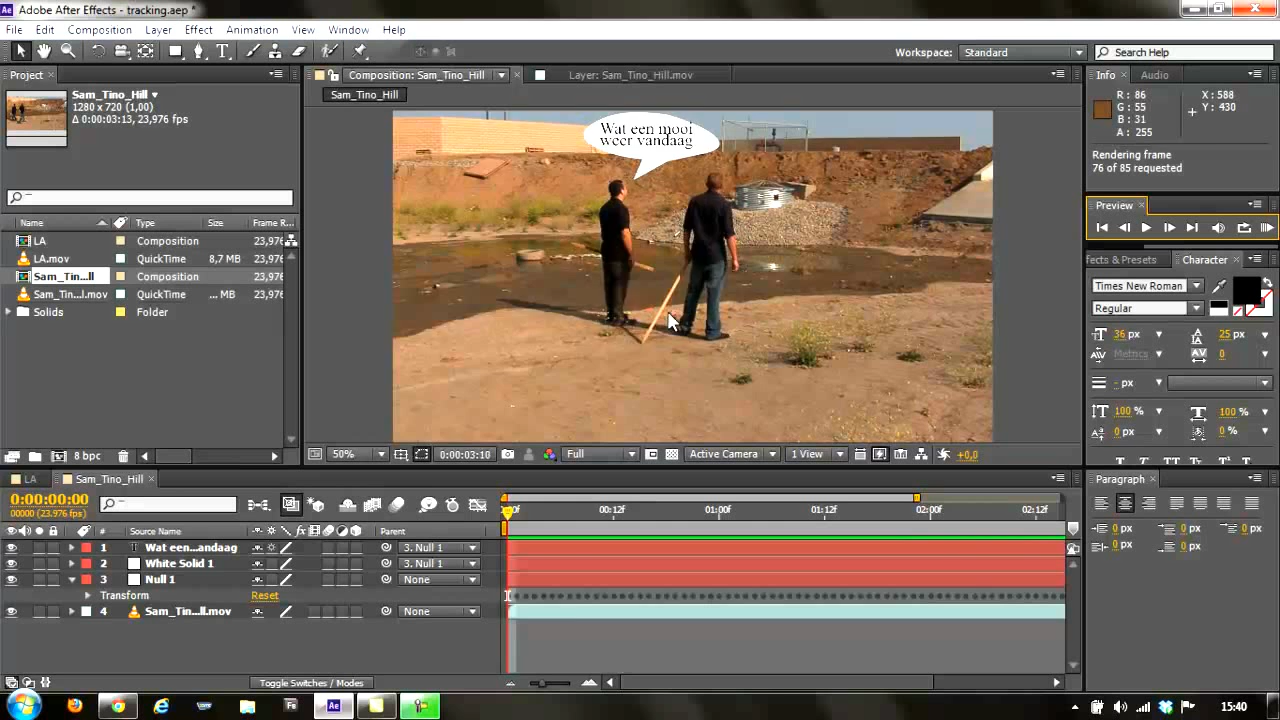 Adobe After Effects - tracking.aep *
File Edit Composition Layer Effect Animation View Window Help
Workspace: Standard Search Help
Project
Composition: Sam_Tino_Hill
Layer: Sam_Tino_Hill.mov
Info Audio
Sam_Tino_Hill
1280 x 720 (1,00)
Δ 0:00:03:13, 23,976 fps
Sam_Tino_Hill
R : 86
G : 55
B : 31
A : 255
X : 588
Y : 430
Rendering frame
76 of 85 requested
Wat een mooi
weer vandaag
Preview
Name Type Size Frame R...
LA Composition 23,976
LA.mov QuickTime 8,7 MB 23,976
Sam_Tin...ll Composition 23,976
Sam_Tin...l.mov QuickTime ... MB 23,976
Solids Folder
ffects & Presets Character
Times New Roman
Regular
36 px 25 px
Metrics 0
- px
100 % 100 %
0 px 0 %
8 bpc
50% 0:00:03:10 Full Active Camera 1 View +0,0
LA Sam_Tino_Hill
Paragraph
0:00:00:00
00000 (23.976 fps)
00:12f 01:00f 01:12f 02:00f 02:12f
# Source Name Parent
1 T Wat een...andaag 3. Null 1
2 White Solid 1 3. Null 1
3 Null 1 None
Transform Reset
4 Sam_Tin...ll.mov None
0 px 0 px 0 px
0 px 0 px
Toggle Switches / Modes
15:40